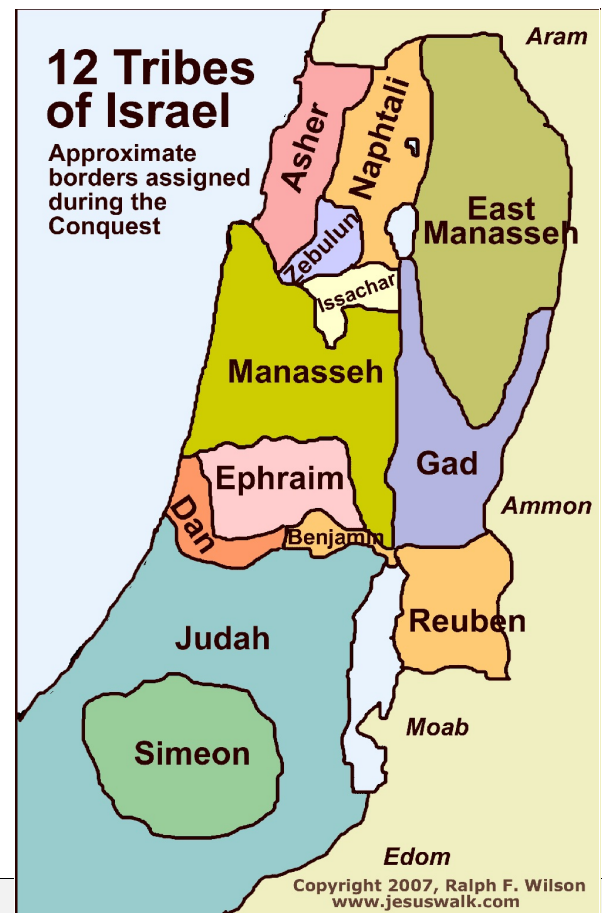 12 Tribes
of Israel
Approximate
borders assigned
during the
Conquest
Aram
Asher
Naphtali
East
Manasseh
Zebulun
Issachar
Manasseh
Ephraim
Gad
Dan
Benjamin
Ammon
Reuben
Judah
Moab
Simeon
Edom
Copyright 2007, Ralph F. Wilson
www.jesuswalk.com